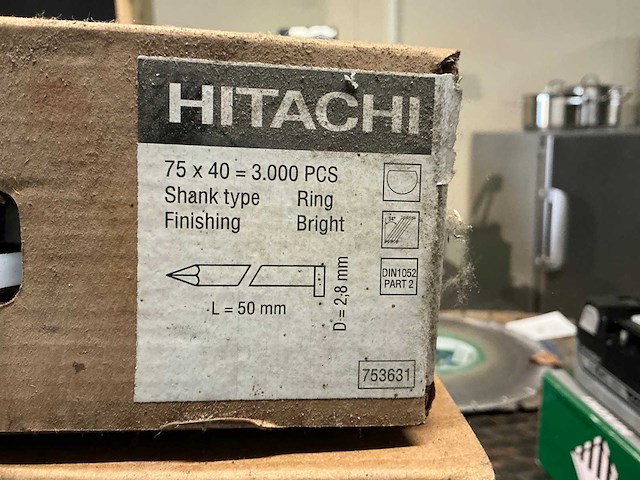 HITACHI
75 x 40 = 3.000 PCS
Shank type Ring
Finishing Bright
34°
DIN1052
PART 2
L = 50 mm
D = 2,8 mm
753631